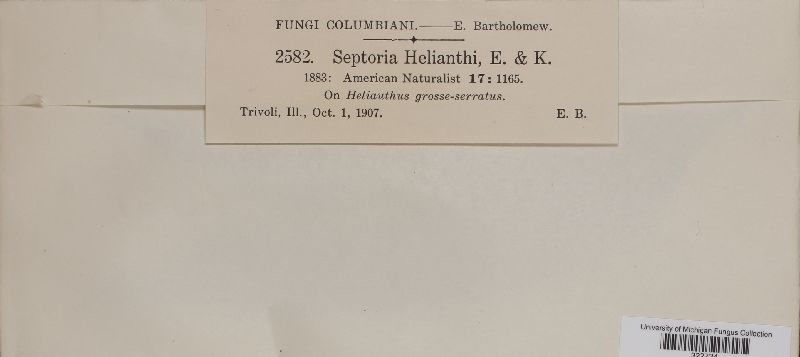 FUNGI COLUMBIANI.——E. Bartholomew.
2582. Septoria Helianthi, E. & K.
1883: American Naturalist 17: 1165.
On Helianthus grosse-serratus.
Trivoli, Ill., Oct. 1, 1907. E. B.
University of Michigan Fungus Collection